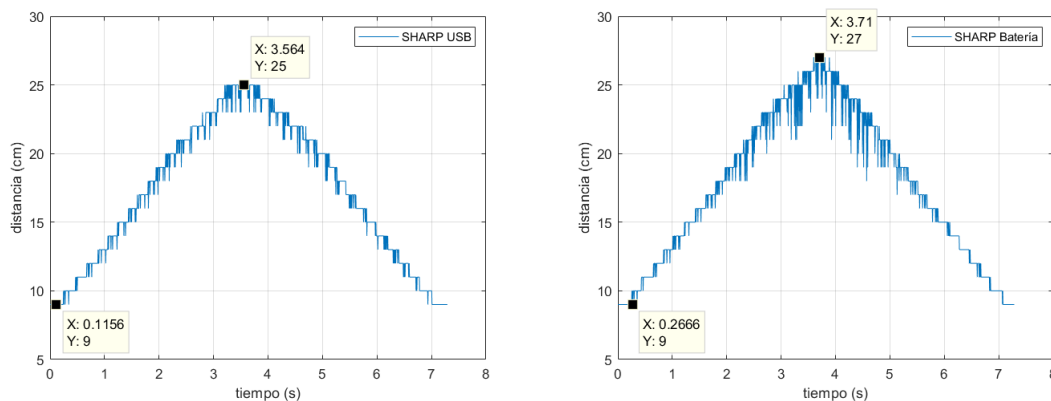 30
25
20
15
10
5
distancia (cm)
SHARP USB
X: 3.564
Y: 25
X: 0.1156
Y: 9
0 1 2 3 4 5 6 7 8
tiempo (s)
30
25
20
15
10
5
distancia (cm)
SHARP Batería
X: 3.71
Y: 27
X: 0.2666
Y: 9
0 1 2 3 4 5 6 7 8
tiempo (s)